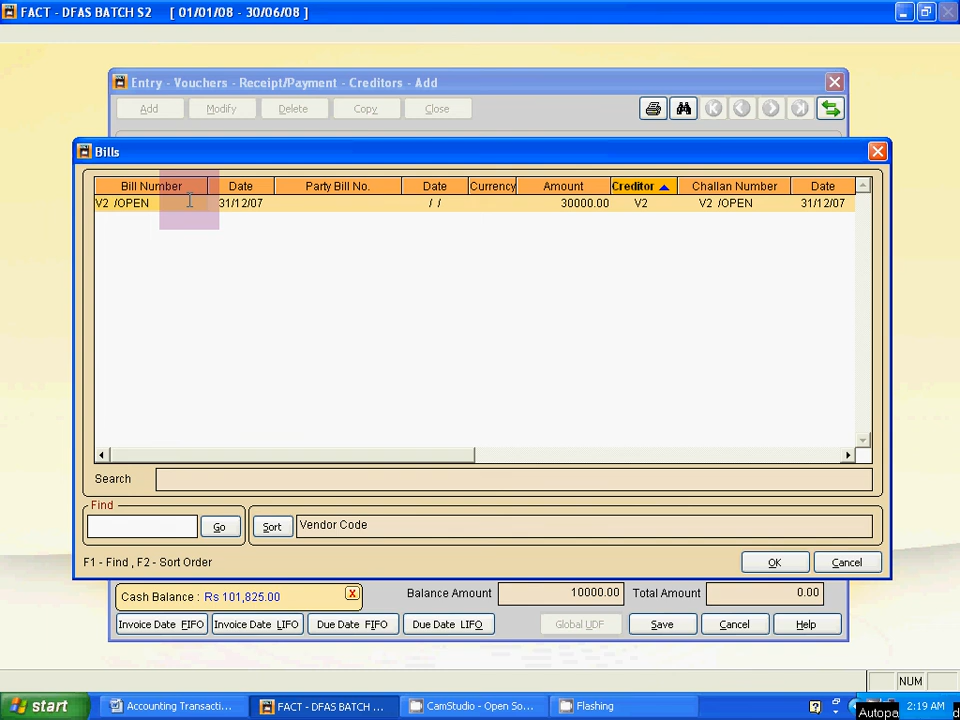 FACT - DFAS BATCH S2 [ 01/01/08 - 30/06/08 ]
Entry - Vouchers - Receipt/Payment - Creditors - Add
Add Modify Delete Copy Close
Bills
Bill Number Date Party Bill No. Date Currency Amount Creditor Challan Number Date
V2 /OPEN 31/12/07 / / 30000.00 V2 V2 /OPEN 31/12/07
Search
Find
Go Sort Vendor Code
F1 - Find , F2 - Sort Order OK Cancel
Cash Balance : Rs 101,825.00 Balance Amount 10000.00 Total Amount 0.00
Invoice Date FIFO Invoice Date LIFO Due Date FIFO Due Date LIFO Global UDF Save Cancel Help
NUM
start Accounting Transacti... FACT - DFAS BATCH ... CamStudio - Open So... Flashing 2:19 AM